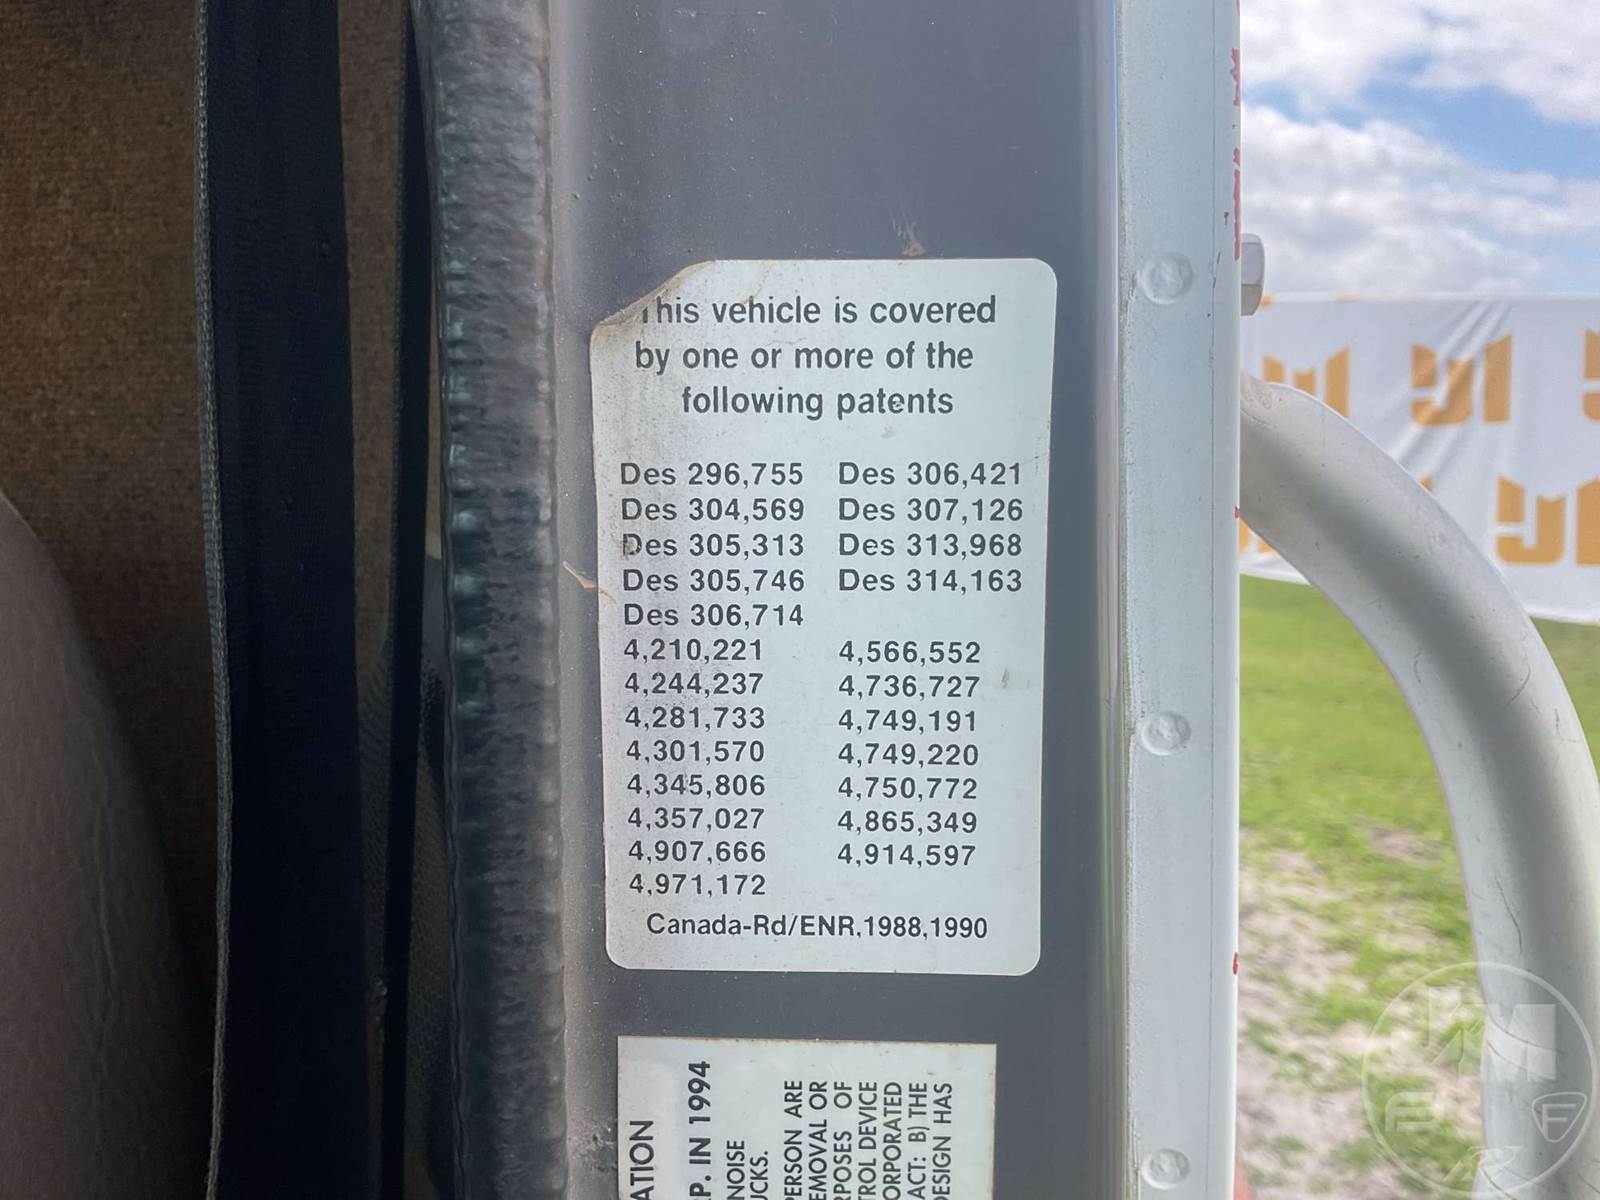 This vehicle is covered
by one or more of the
following patents
Des 296,755 Des 306,421
Des 304,569 Des 307,126
Des 305,313 Des 313,968
Des 305,746 Des 314,163
Des 306,714
4,210,221 4,566,552
4,244,237 4,736,727
4,281,733 4,749,191
4,301,570 4,749,220
4,345,806 4,750,772
4,357,027 4,865,349
4,907,666 4,914,597
4,971,172
Canada-Rd/ENR,1988,1990
ATION
P. IN 1994
NOISE
UCKS.
PERSON ARE
EMOVAL OR
RPOSES OF
TROL DEVICE
ORPORATED
ACT: B) THE
DESIGN HAS